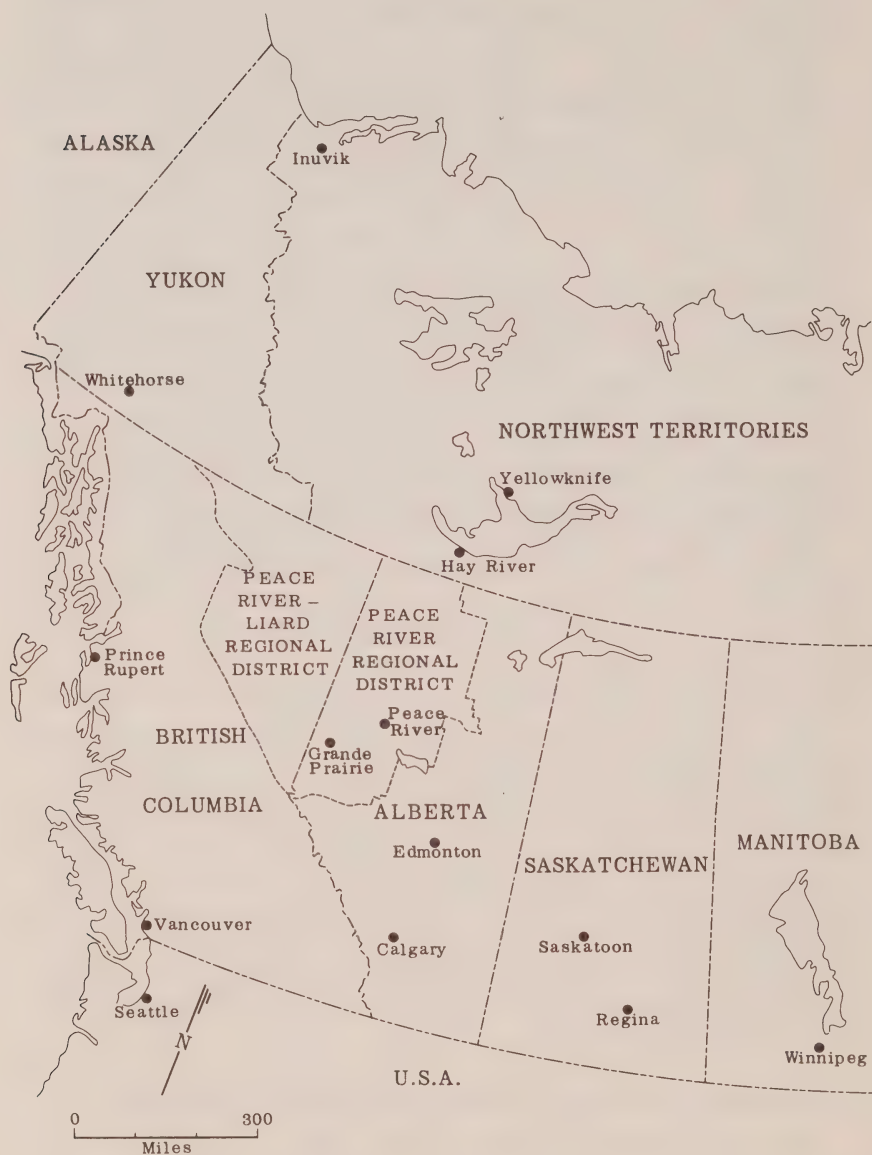 ALASKA
Inuvik
YUKON
Whitehorse
NORTHWEST TERRITORIES
Yellowknife
Hay River
PEACE
RIVER –
LIARD
REGIONAL
DISTRICT
PEACE
RIVER
REGIONAL
DISTRICT
Prince
Rupert
Peace
River
BRITISH
Grande
Prairie
COLUMBIA
ALBERTA
Edmonton
SASKATCHEWAN
MANITOBA
Vancouver
Calgary
Saskatoon
Seattle
Regina
N
Winnipeg
U.S.A.
0 300
Miles